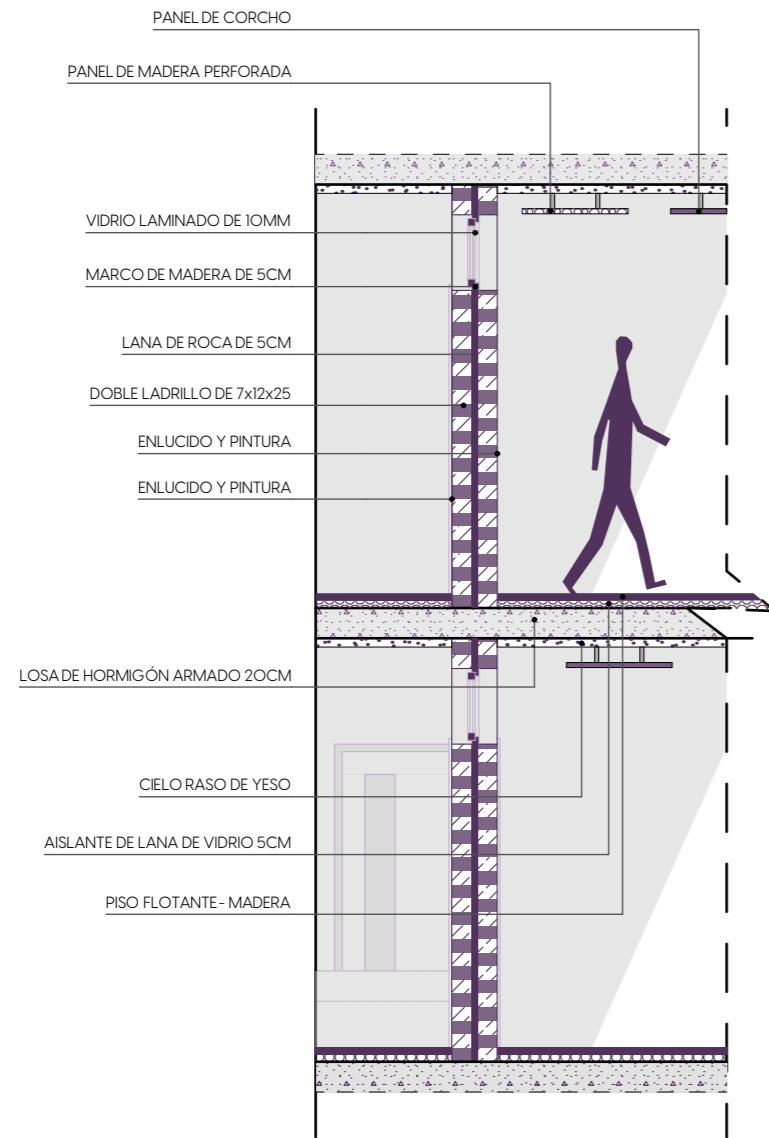 PANEL DE CORCHO
PANEL DE MADERA PERFORADA
VIDRIO LAMINADO DE 10MM
MARCO DE MADERA DE 5CM
LANA DE ROCA DE 5CM
DOBLE LADRILLO DE 7x12x25
ENLUCIDO Y PINTURA
ENLUCIDO Y PINTURA
LOSA DE HORMIGÓN ARMADO 20CM
CIELO RASO DE YESO
AISLANTE DE LANA DE VIDRIO 5CM
PISO FLOTANTE- MADERA